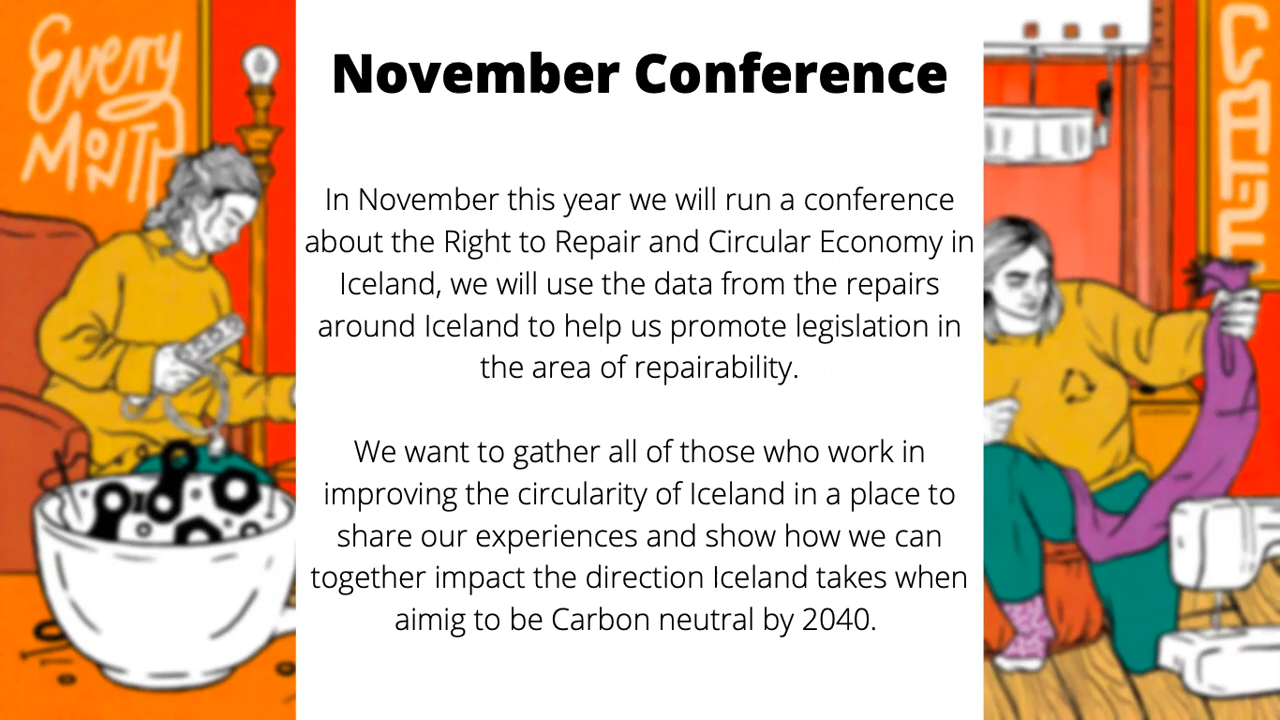 Every
Month
November Conference
In November this year we will run a conference
about the Right to Repair and Circular Economy in
Iceland, we will use the data from the repairs
around Iceland to help us promote legislation in
the area of repairability.
We want to gather all of those who work in
improving the circularity of Iceland in a place to
share our experiences and show how we can
together impact the direction Iceland takes when
aimig to be Carbon neutral by 2040.